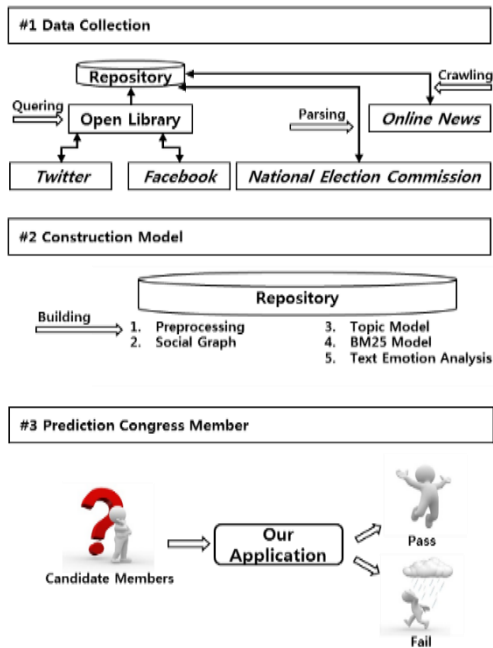 #1 Data Collection
Repository
Crawling
Quering
Open Library
Parsing
Online News
Twitter
Facebook
National Election Commission
#2 Construction Model
Repository
Building
1. Preprocessing
2. Social Graph
3. Topic Model
4. BM25 Model
5. Text Emotion Analysis
#3 Prediction Congress Member
Candidate Members
Our
Application
Pass
Fail